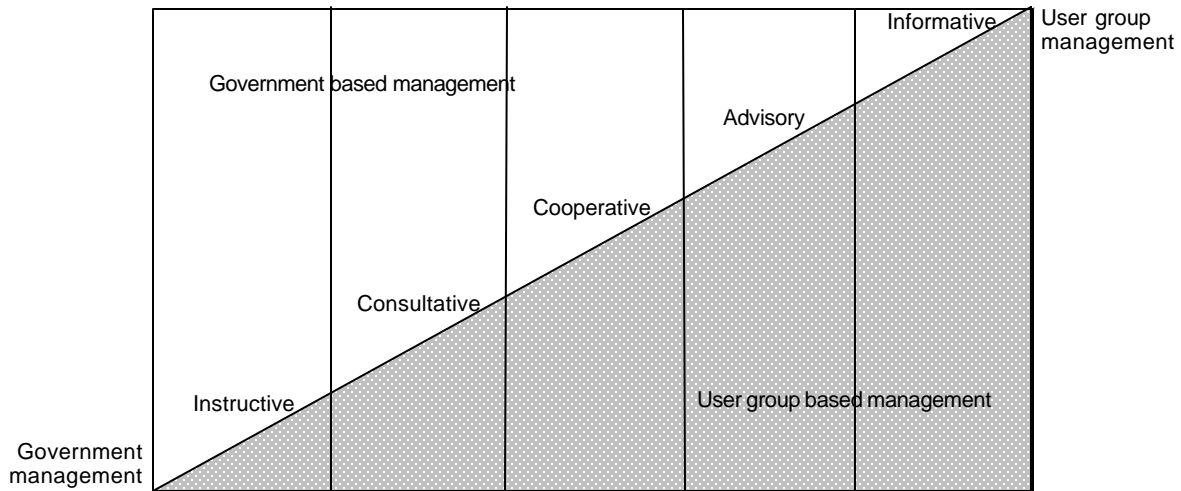 Informative
User group
management
Government based management
Advisory
Cooperative
Consultative
Instructive
User group based management
Government
management